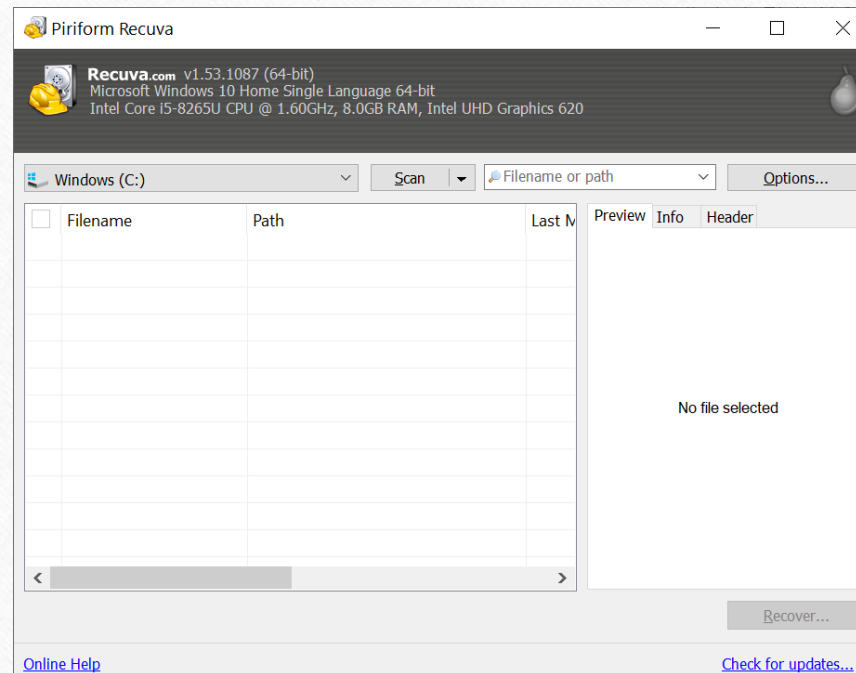 Piriform Recuva
Recuva.com v1.53.1087 (64-bit)
Microsoft Windows 10 Home Single Language 64-bit
Intel Core i5-8265U CPU @ 1.60GHz, 8.0GB RAM, Intel UHD Graphics 620
Windows (C:) Scan Filename or path Options...
Filename Path Last M Preview Info Header
No file selected
Recover...
Online Help Check for updates...